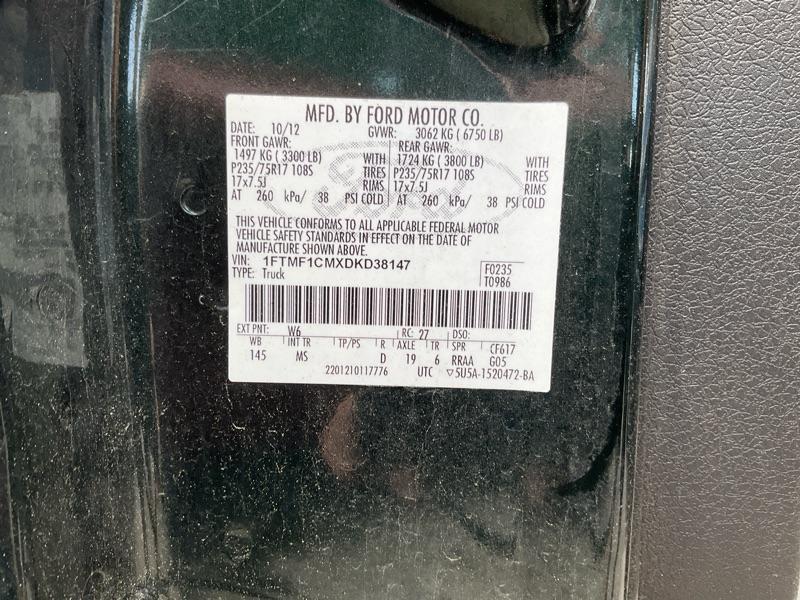 MFD. BY FORD MOTOR CO.
DATE: 10/12 GVWR: 3062 KG ( 6750 LB)
FRONT GAWR: REAR GAWR:
1497 KG ( 3300 LB) WITH 1724 KG ( 3800 LB) WITH
P235/75R17 108S TIRES P235/75R17 108S TIRES
17x7.5J RIMS 17x7.5J RIMS
AT 260 kPa/ 38 PSI COLD AT 260 kPa/ 38 PSI COLD
Ford
THIS VEHICLE CONFORMS TO ALL APPLICABLE FEDERAL MOTOR
VEHICLE SAFETY STANDARDS IN EFFECT ON THE DATE OF
MANUFACTURE SHOWN ABOVE.
VIN: 1FTMF1CMXDKD38147
TYPE: Truck
F0235
T0986
EXT PNT: W6 RC: 27 DSO:
WB INT TR TP/PS R AXLE TR SPR CF617
145 MS D 19 6 RRAA G05
2201210117776 UTC ▽5U5A-1520472-BA